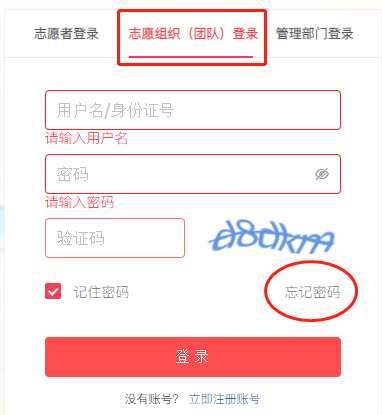 志愿者登录 志愿组织（团队）登录 管理部门登录
用户名/身份证号
请输入用户名
密码
请输入密码
验证码 d8dkm
记住密码 忘记密码
登 录
没有账号？ 立即注册账号